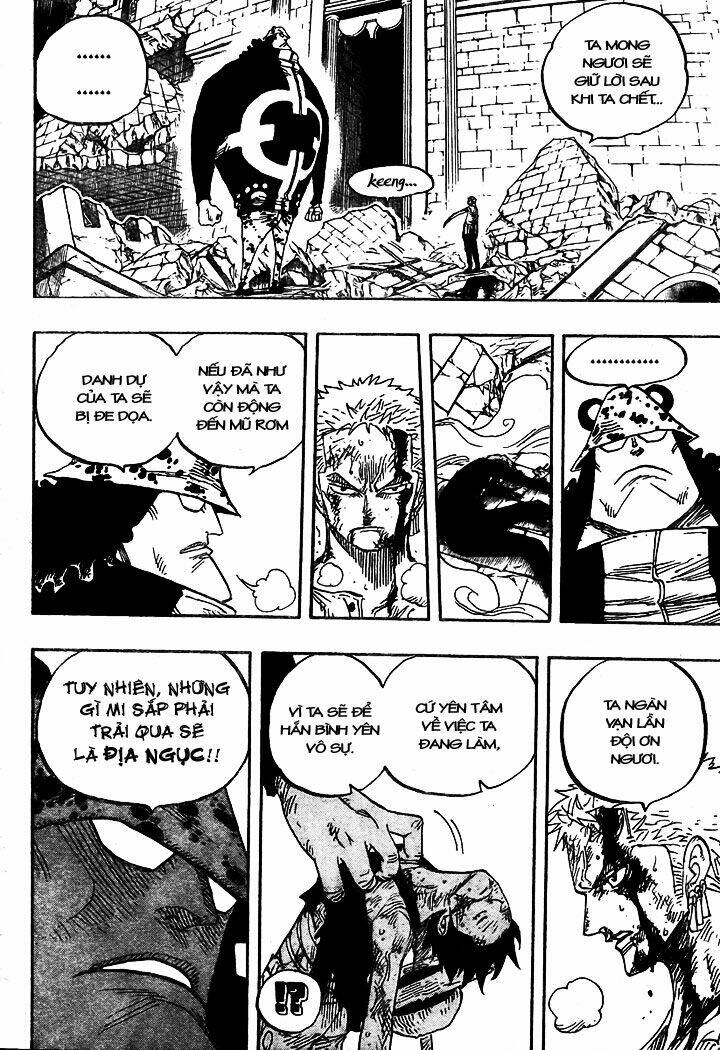 TA MONG
NGƯƠI SẼ
GIỮ LỜI SAU
KHI TA CHẾT...
keeng...
.......
.......
.............
NẾU ĐÃ NHƯ
VẬY MÀ TA
CÒN ĐỘNG
ĐẾN MŨ RƠM
DANH DỰ
CỦA TA SẼ
BỊ ĐE DỌA.
TA NGÀN
VẠN LẦN
ĐỘI ƠN
NGƯƠI.
CỨ YÊN TÂM
VỀ VIỆC TA
ĐANG LÀM,
VÌ TA SẼ ĐỂ
HẮN BÌNH YÊN
VÔ SỰ.
!?
TUY NHIÊN, NHỮNG
GÌ MI SẮP PHẢI
TRẢI QUA SẼ
LÀ ĐỊA NGỤC!!